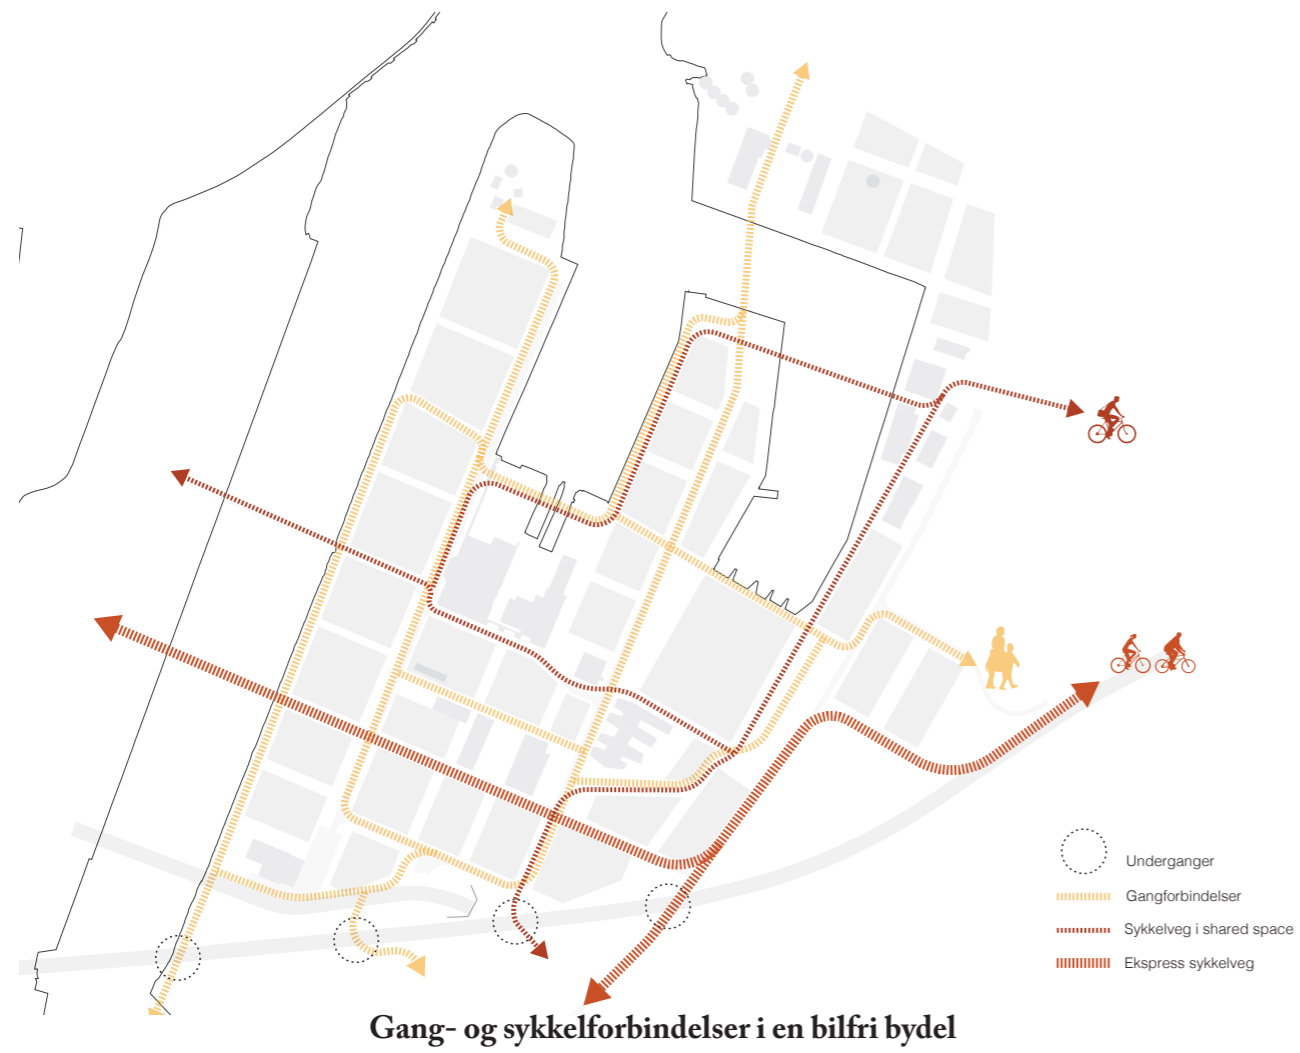 Underganger
Gangforbindelser
Sykkelveg i shared space
Ekspress sykkelveg
Gang- og sykkelforbindelser i en bilfri bydel